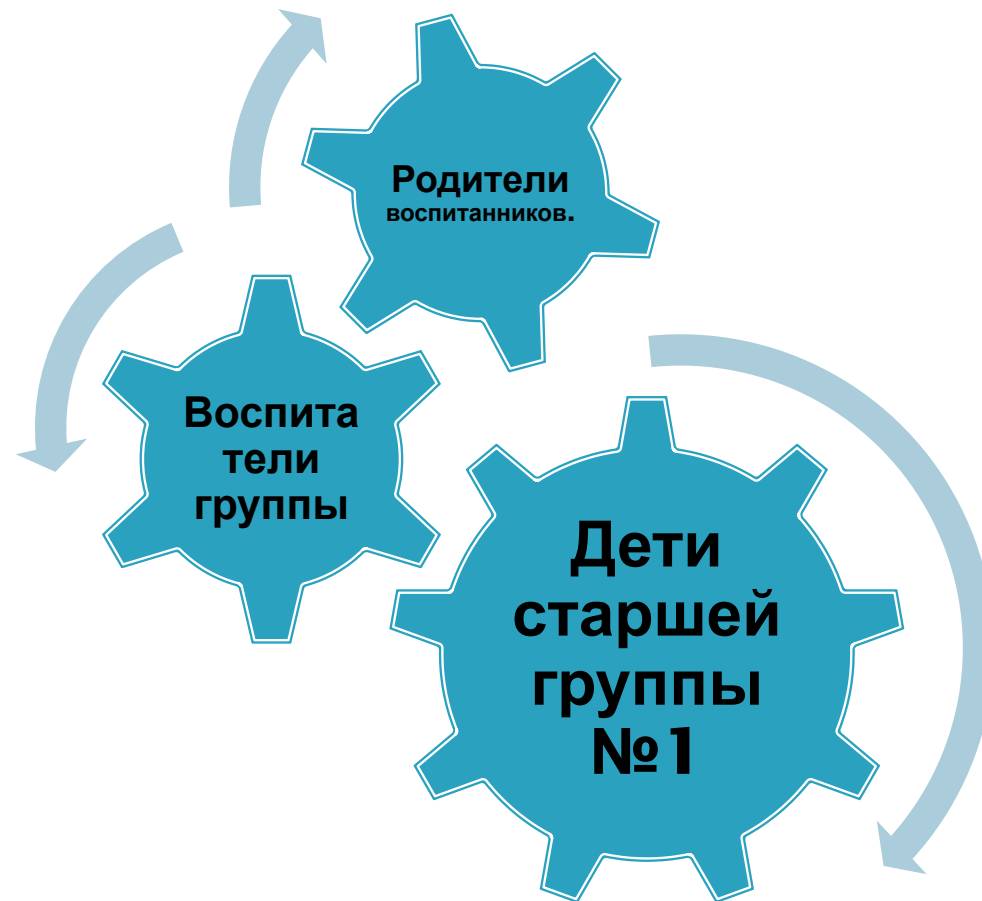 Родители
воспитанников.
Воспита
тели
группы
Дети
старшей
группы
№1